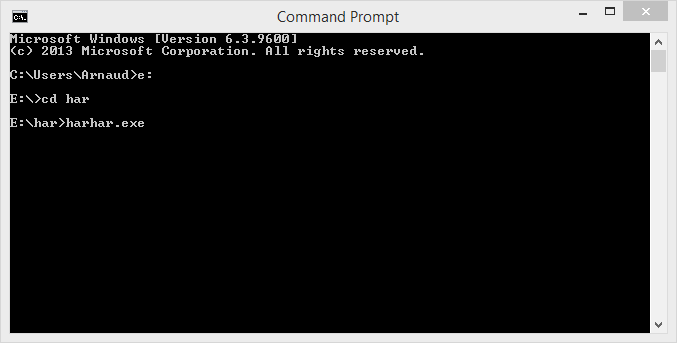 Command Prompt
Microsoft Windows [Version 6.3.9600]
(c) 2013 Microsoft Corporation. All rights reserved.
C:\Users\Arnaud>e:
E:\>cd har
E:\har>harhar.exe